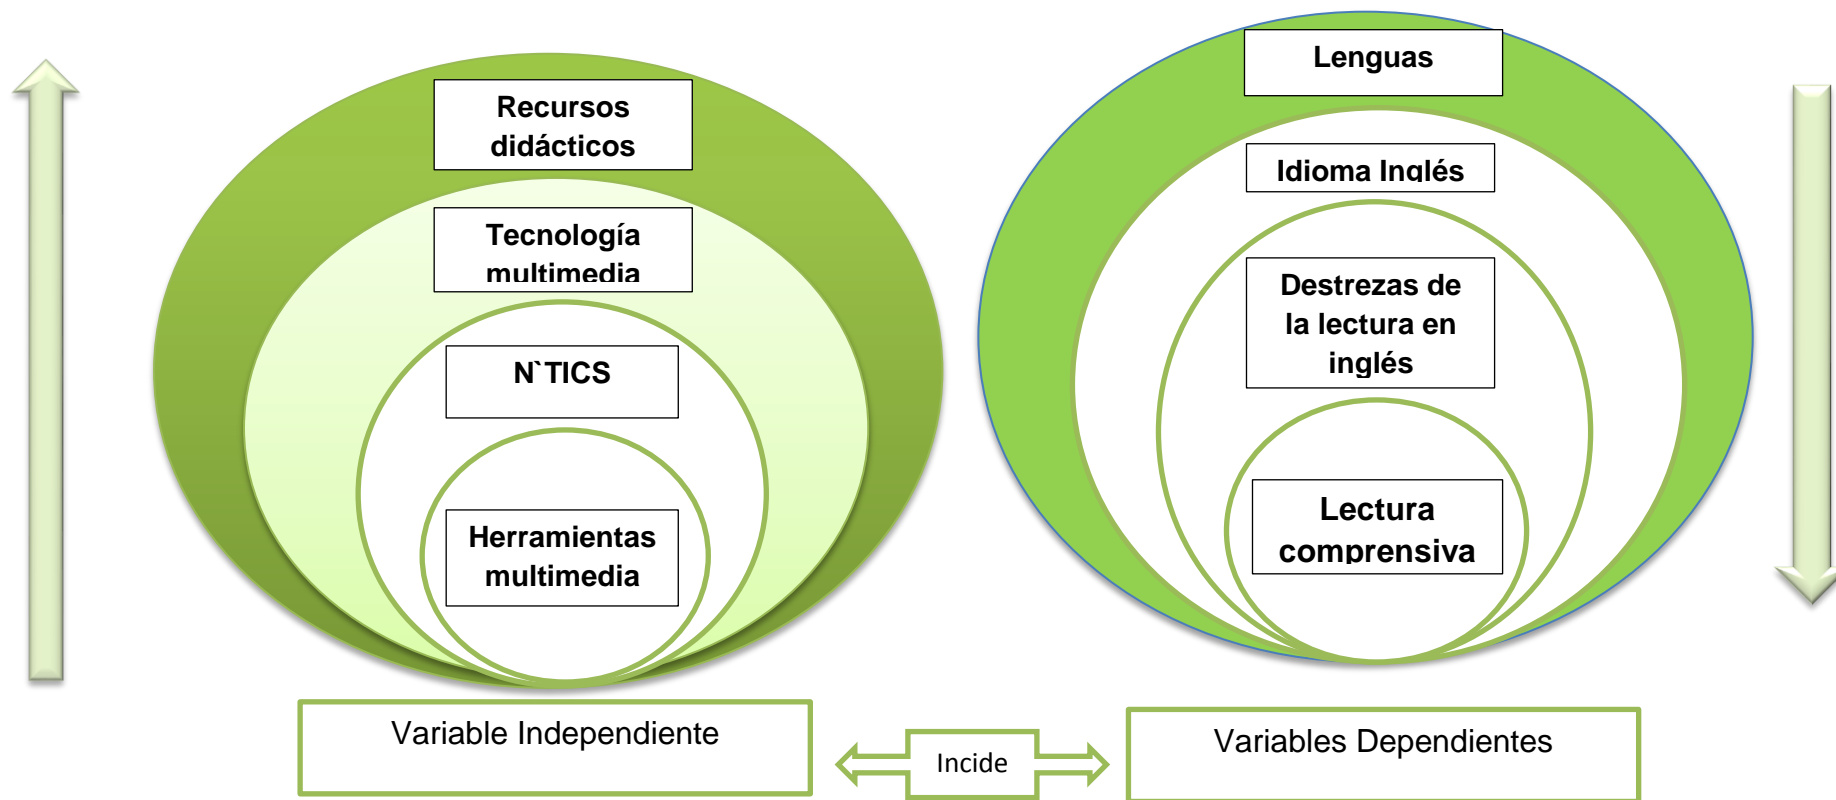 Recursos
didácticos
Tecnología
multimedia
N`TICS
Herramientas
multimedia
Variable Independiente
Incide
Lenguas
Idioma Inglés
Destrezas de
la lectura en
inglés
Lectura
comprensiva
Variables Dependientes